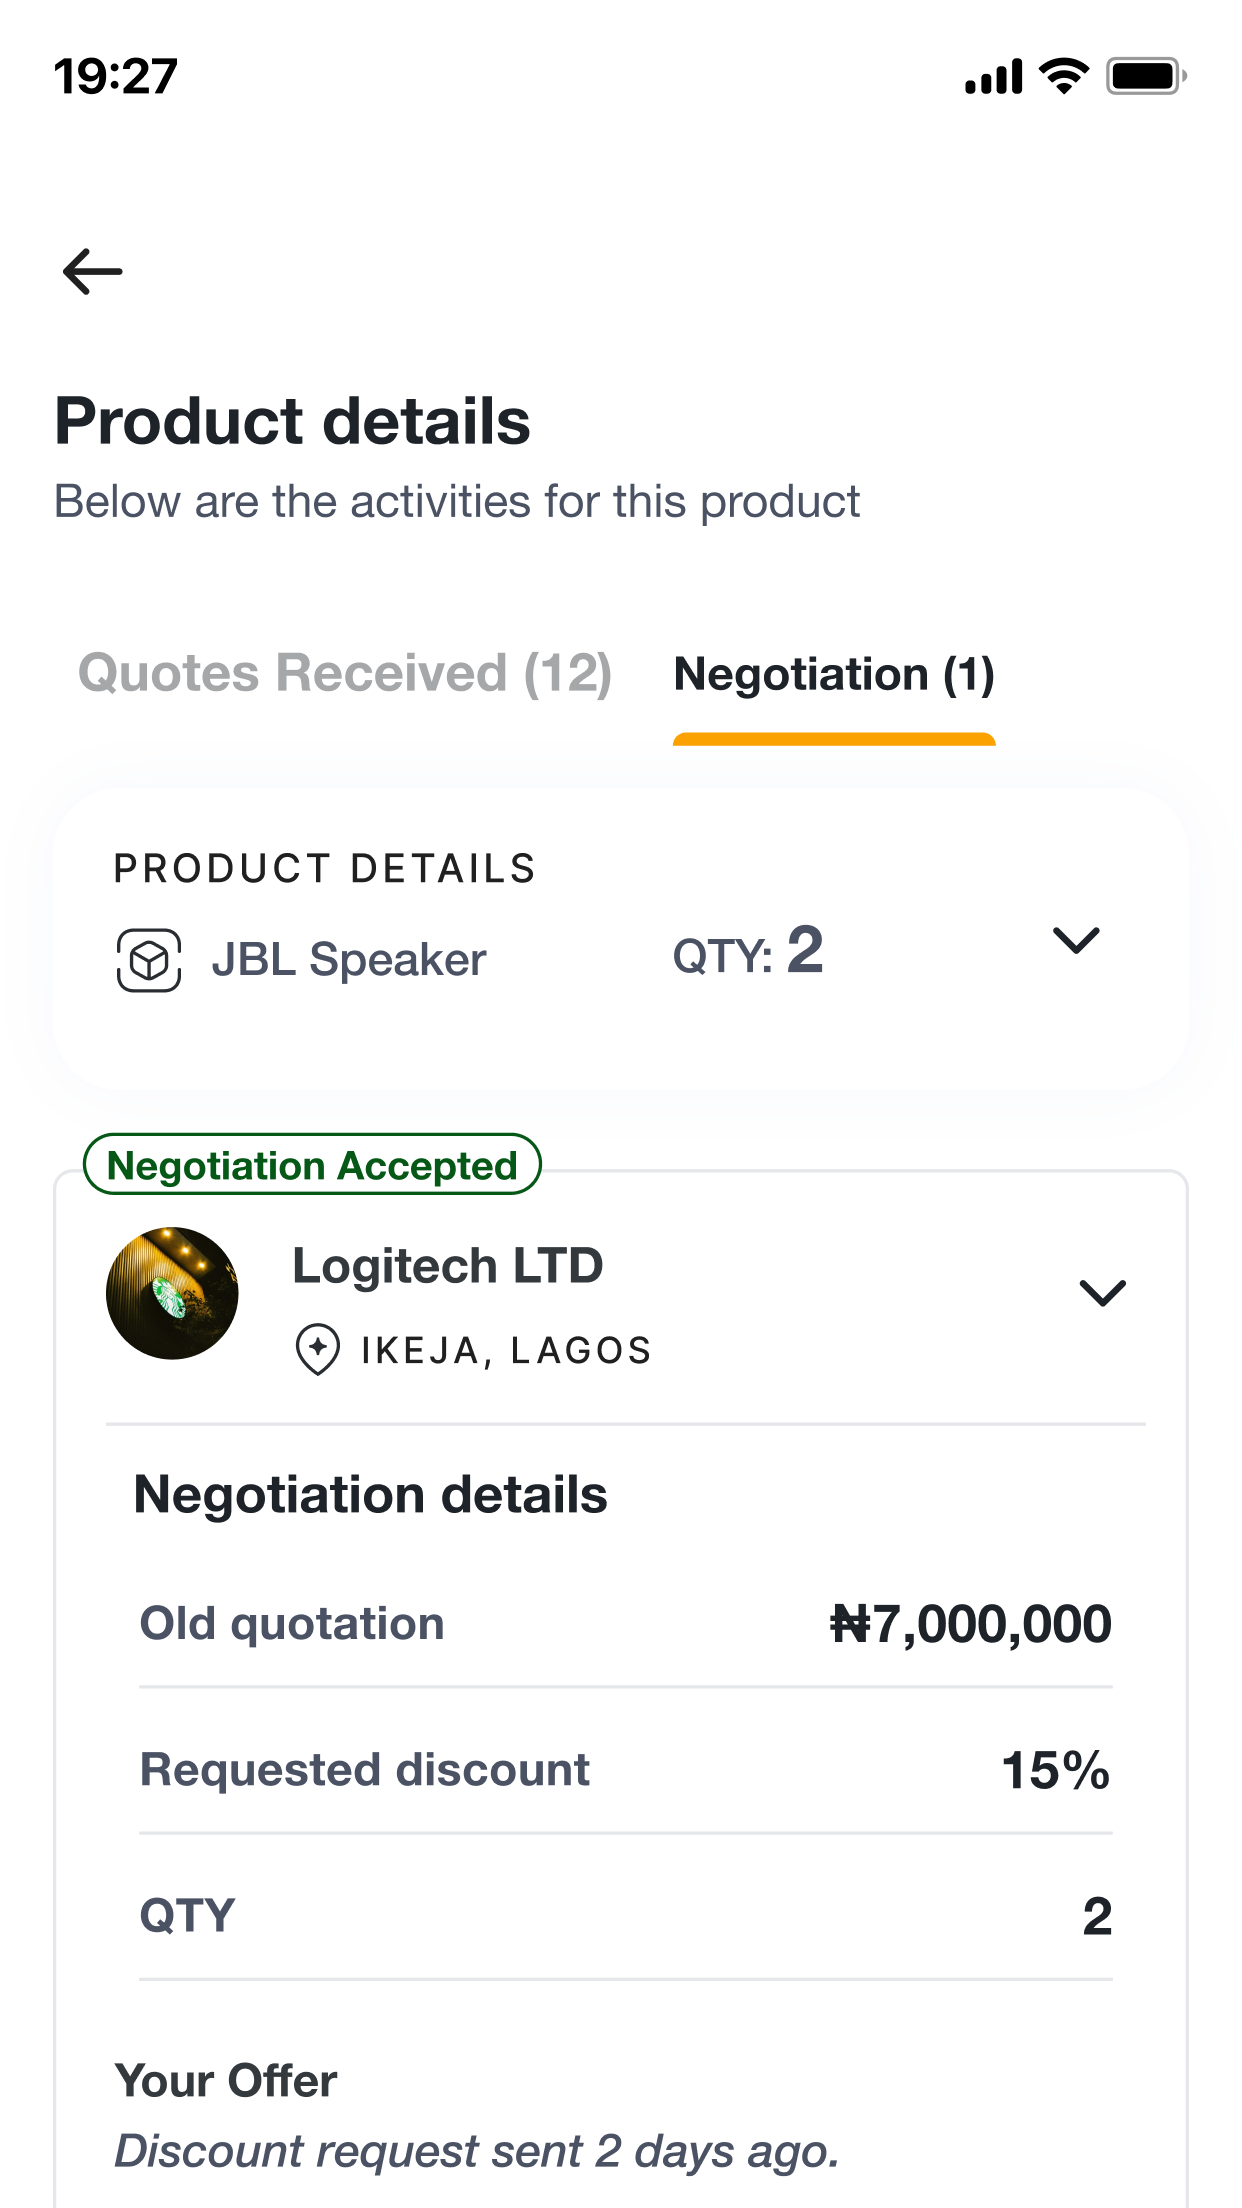 19:27
Product details
Below are the activities for this product
Quotes Received (12) Negotiation (1)
PRODUCT DETAILS
JBL Speaker QTY: 2
Negotiation Accepted
Logitech LTD
IKEJA, LAGOS
Negotiation details
Old quotation ₦7,000,000
Requested discount 15%
QTY 2
Your Offer
Discount request sent 2 days ago.